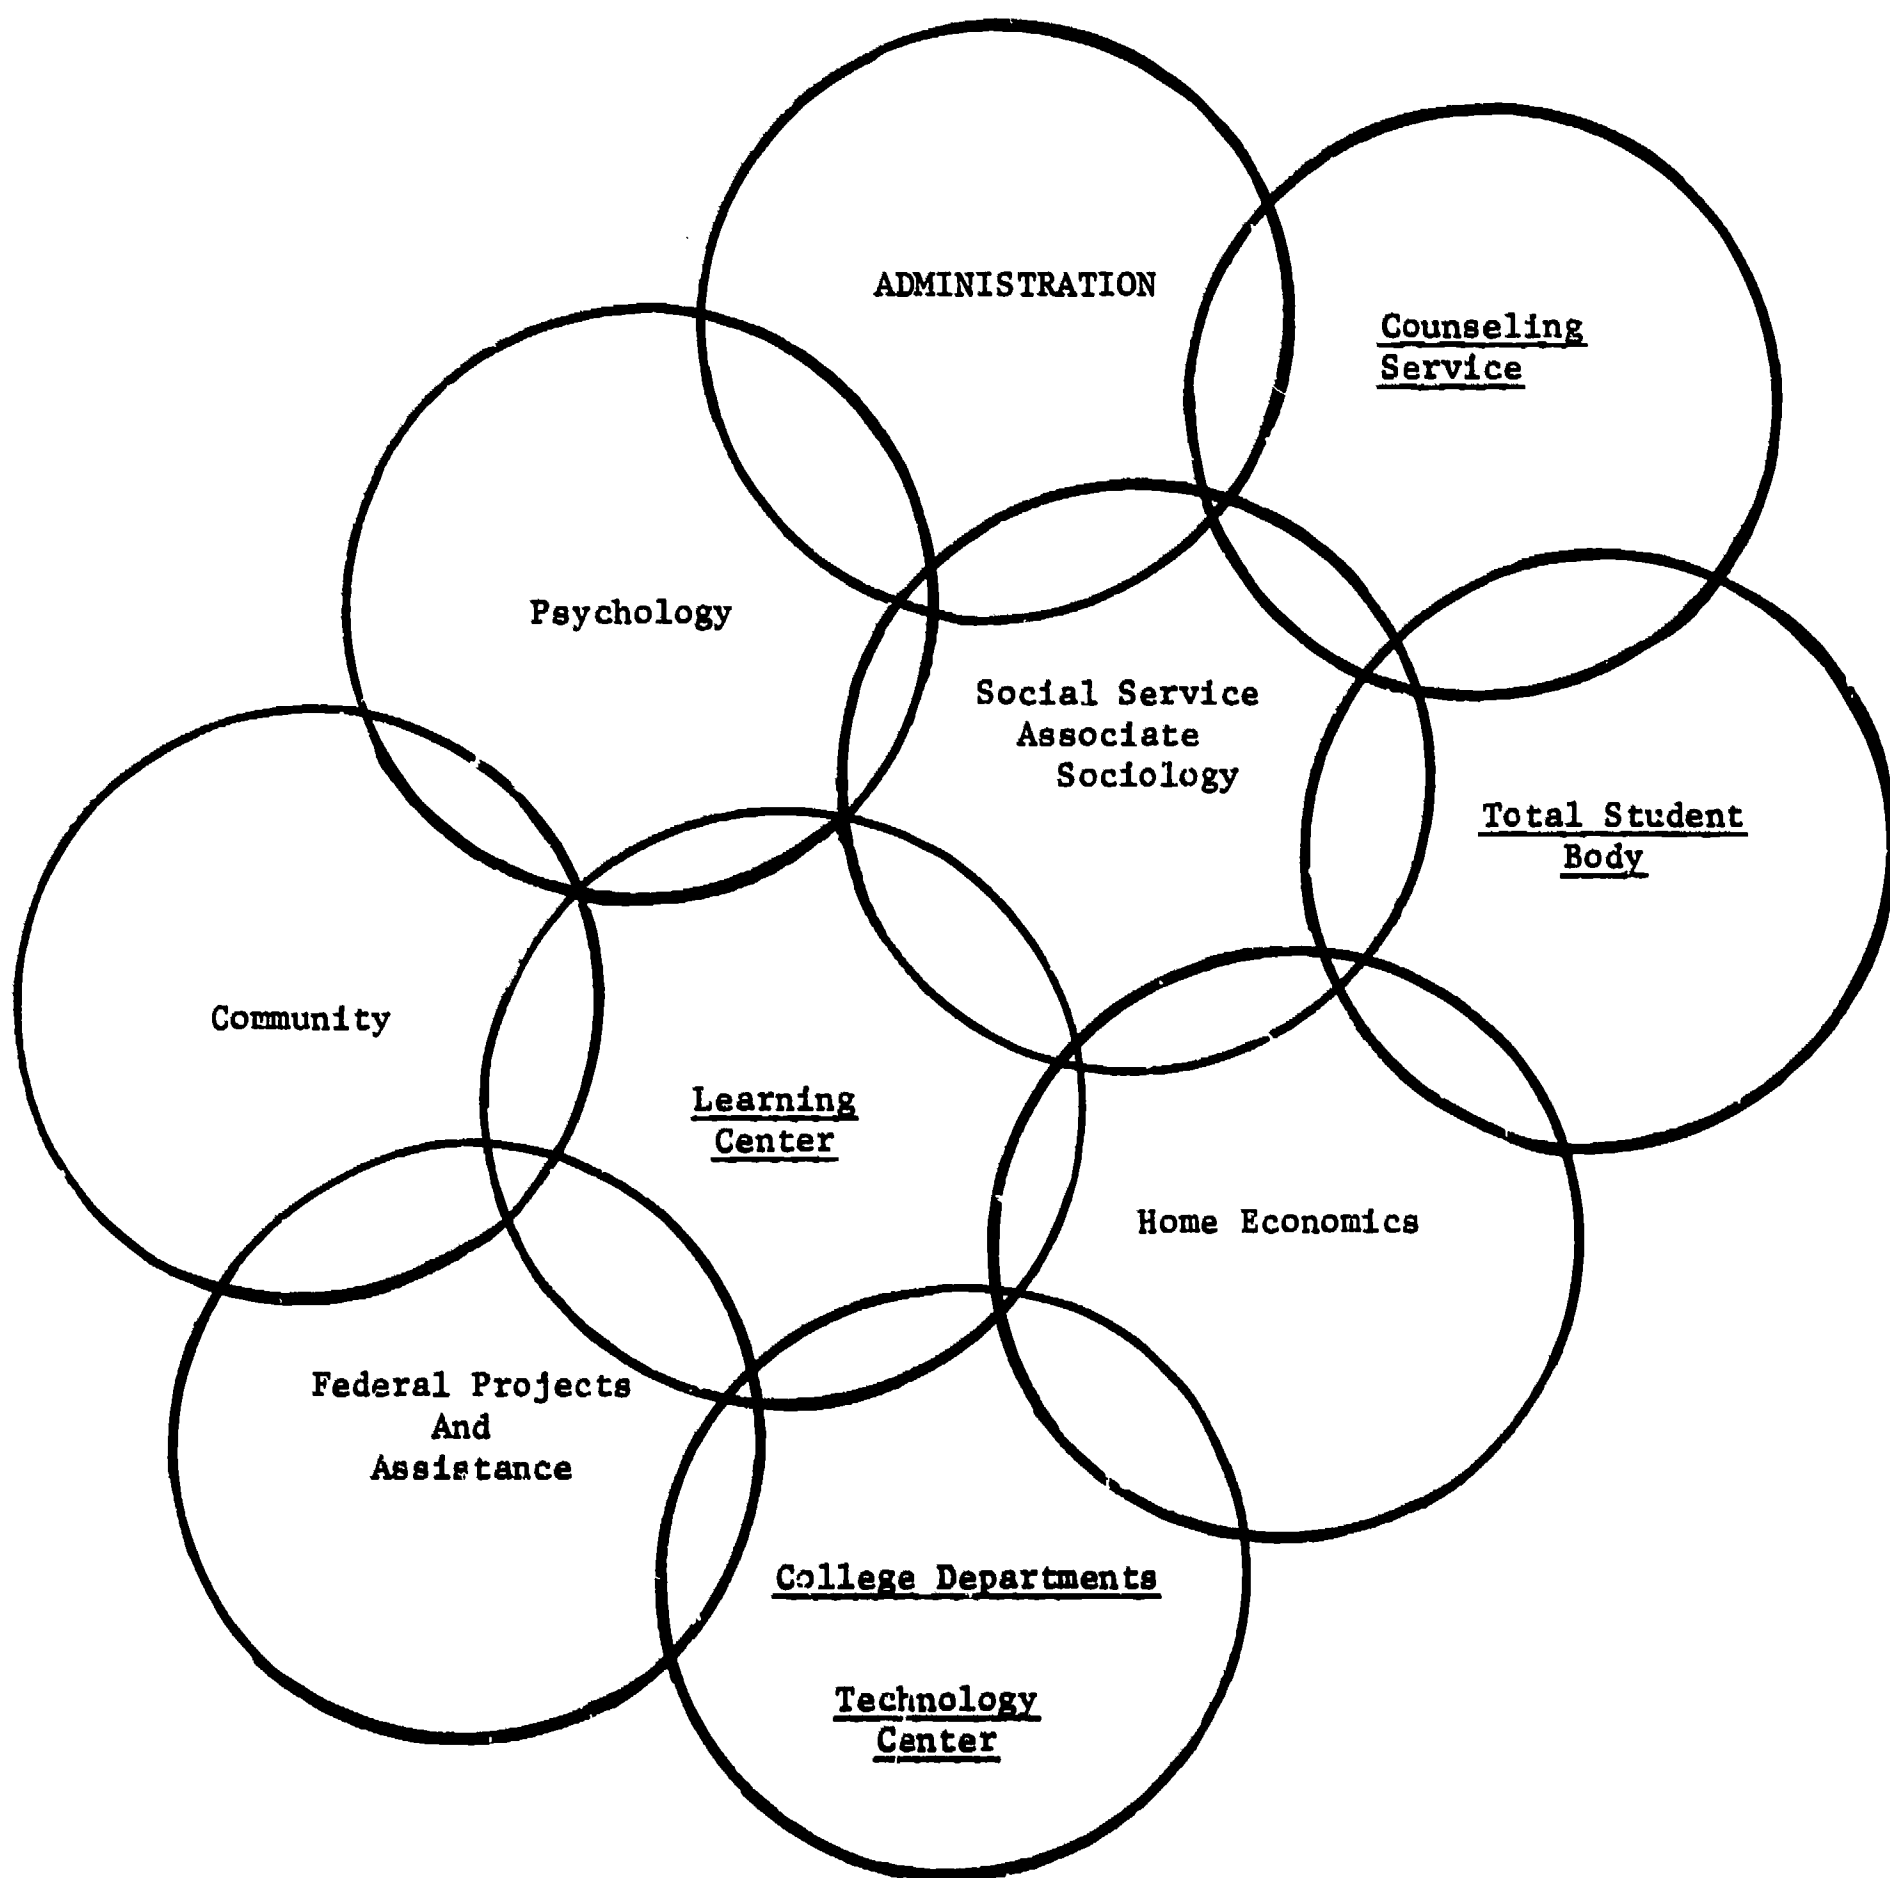 ADMINISTRATION
Counseling
Service
Psychology
Social Service
Associate
Sociology
Total Student
Body
Community
Learning
Center
Home Economics
Federal Projects
And
Assistance
College Departments
Technology
Center